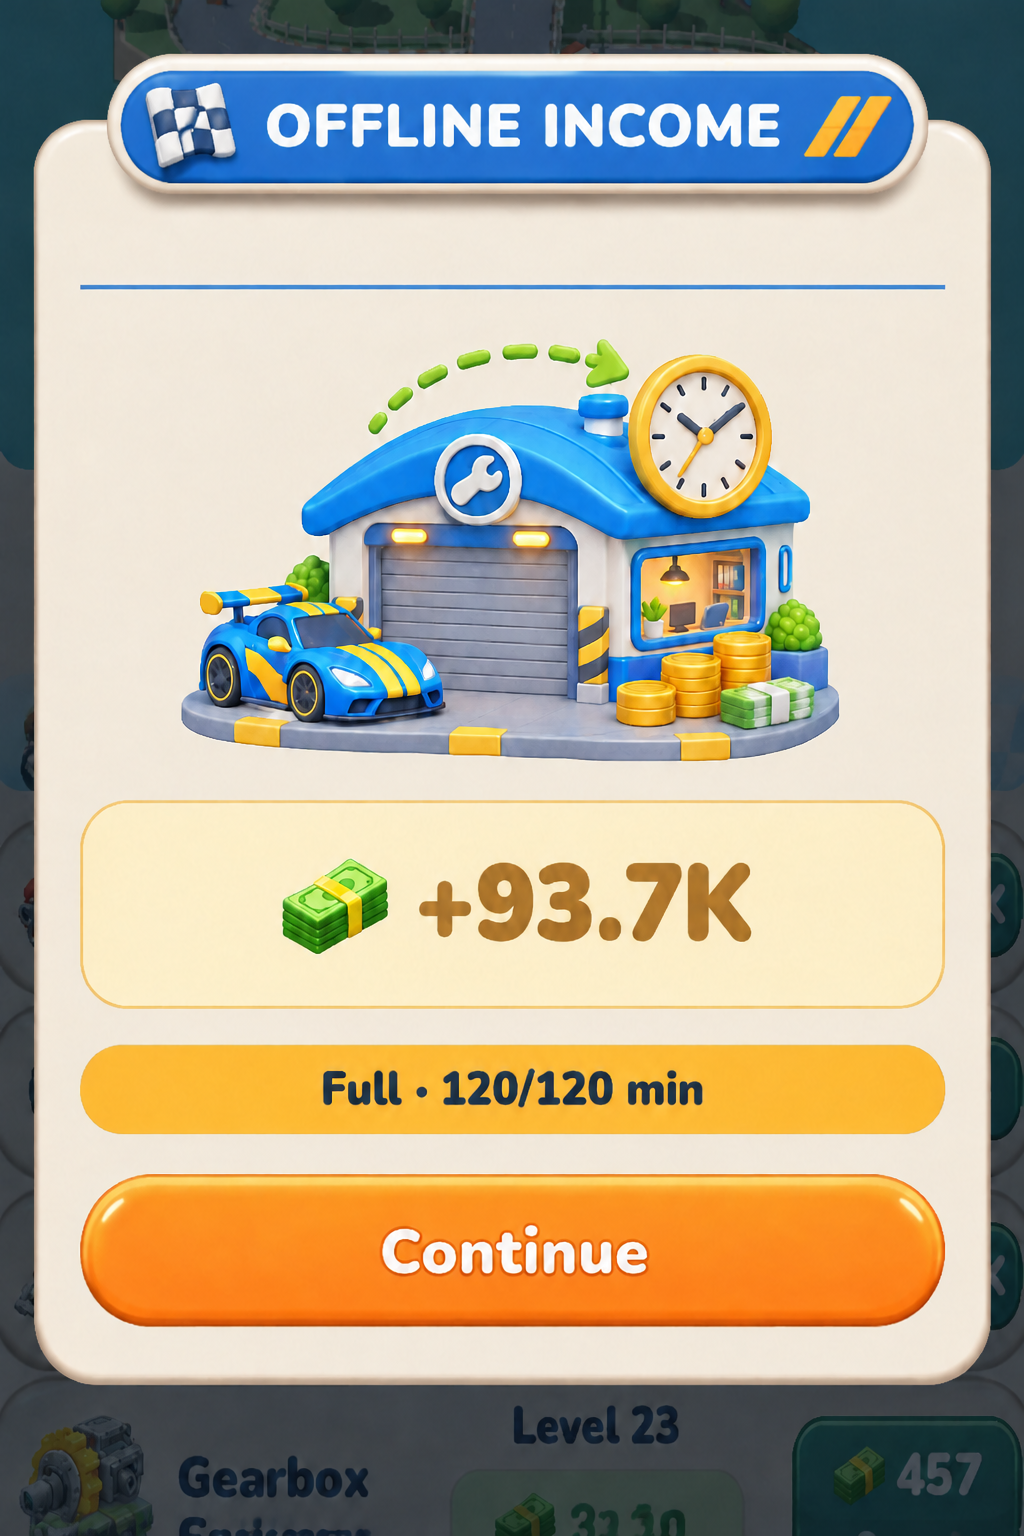 OFFLINE INCOME
+93.7K
Full • 120/120 min
Continue
Level 23
Gearbox
457